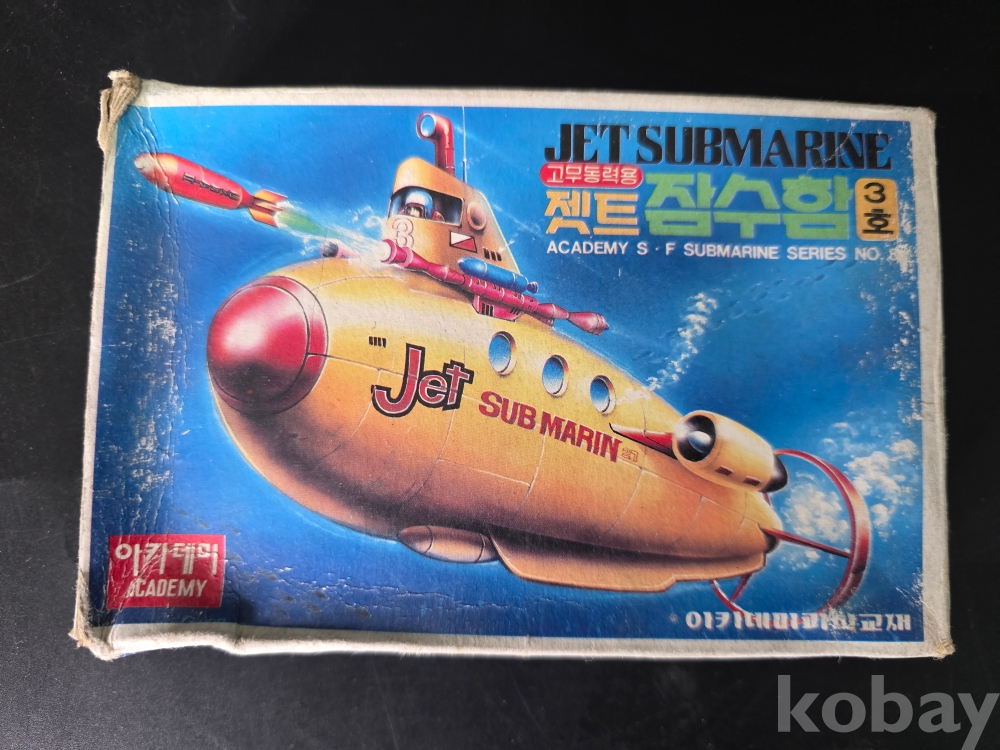 JET SUBMARINE
고무동력용
젯트 잠수함 3호
ACADEMY S·F SUBMARINE SERIES NO.
3
Jet
SUB MARIN
아카데미
ACADEMY
아카데미과학교재
kobay